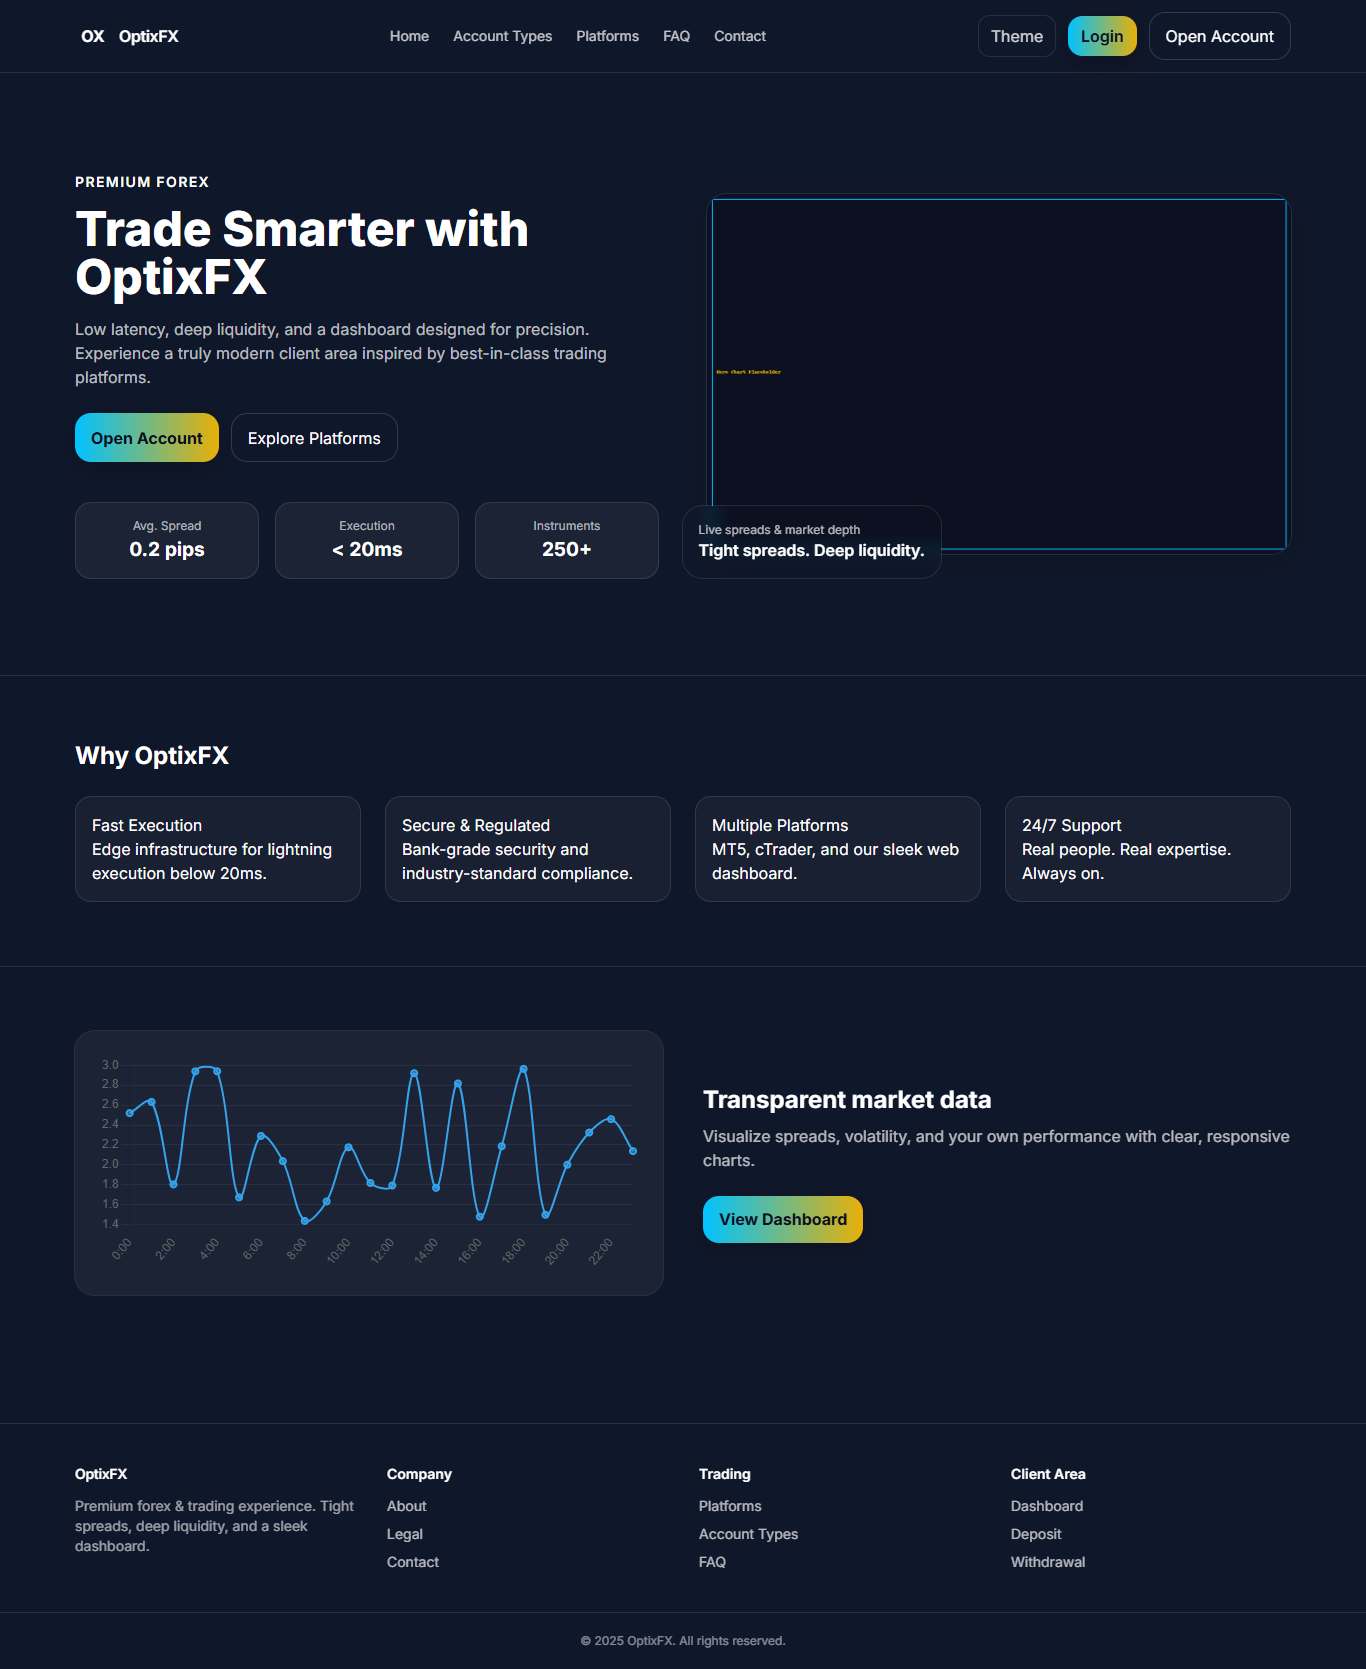 OX OptixFX
Home Account Types Platforms FAQ Contact
Theme Login Open Account
PREMIUM FOREX
Trade Smarter with
OptixFX
Low latency, deep liquidity, and a dashboard designed for precision.
Experience a truly modern client area inspired by best-in-class trading
platforms.
Open Account Explore Platforms
Hero Chart Placeholder
Avg. Spread
0.2 pips
Execution
< 20ms
Instruments
250+
Live spreads & market depth
Tight spreads. Deep liquidity.
Why OptixFX
Fast Execution
Edge infrastructure for lightning
execution below 20ms.
Secure & Regulated
Bank-grade security and
industry-standard compliance.
Multiple Platforms
MT5, cTrader, and our sleek web
dashboard.
24/7 Support
Real people. Real expertise.
Always on.
3.0
2.8
2.6
2.4
2.2
2.0
1.8
1.6
1.4
0:00 2:00 4:00 6:00 8:00 10:00 12:00 14:00 16:00 18:00 20:00 22:00
Transparent market data
Visualize spreads, volatility, and your own performance with clear, responsive
charts.
View Dashboard
OptixFX
Premium forex & trading experience. Tight
spreads, deep liquidity, and a sleek
dashboard.
Company
About
Legal
Contact
Trading
Platforms
Account Types
FAQ
Client Area
Dashboard
Deposit
Withdrawal
© 2025 OptixFX. All rights reserved.